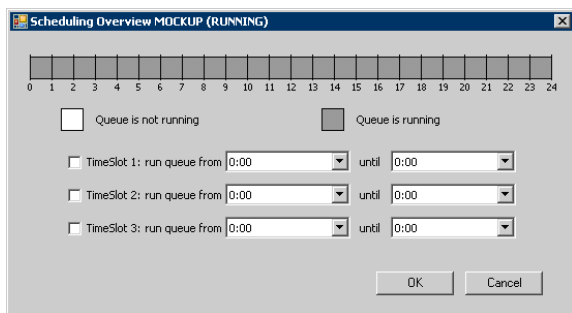 Scheduling Overview MOCKUP (RUNNING)
0 1 2 3 4 5 6 7 8 9 10 11 12 13 14 15 16 17 18 19 20 21 22 23 24
Queue is not running Queue is running
TimeSlot 1: run queue from 0:00 until 0:00
TimeSlot 2: run queue from 0:00 until 0:00
TimeSlot 3: run queue from 0:00 until 0:00
OK Cancel